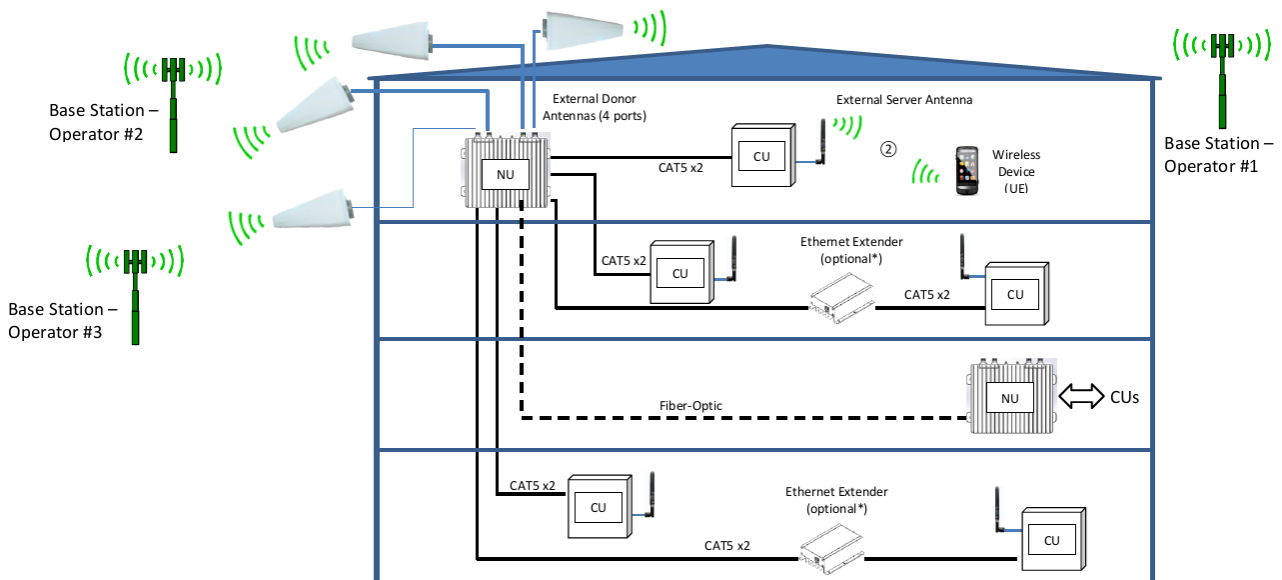 Base Station –
Operator #2
External Donor
Antennas (4 ports)
External Server Antenna
Base Station –
Operator #1
NU
CAT5 x2
CU
②
Wireless
Device
(UE)
Base Station –
Operator #3
CAT5 x2
CU
Ethernet Extender
(optional*)
CAT5 x2
CU
Fiber-Optic
NU
CUs
CAT5 x2
CU
Ethernet Extender
(optional*)
CAT5 x2
CU